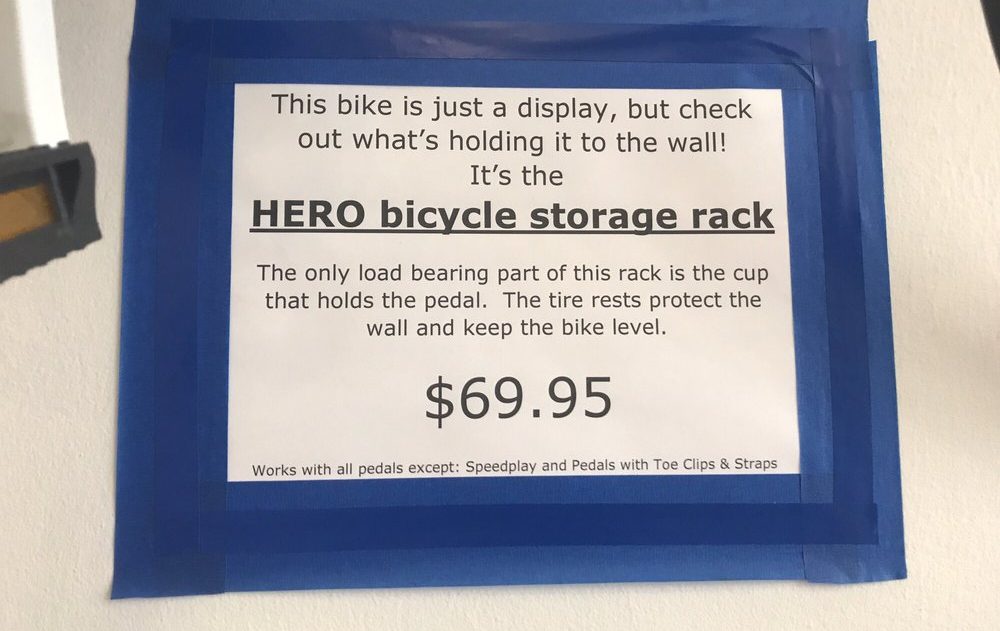 This bike is just a display, but check
out what's holding it to the wall!
It's the
HERO bicycle storage rack
The only load bearing part of this rack is the cup
that holds the pedal.  The tire rests protect the
wall and keep the bike level.
$69.95
Works with all pedals except: Speedplay and Pedals with Toe Clips & Straps